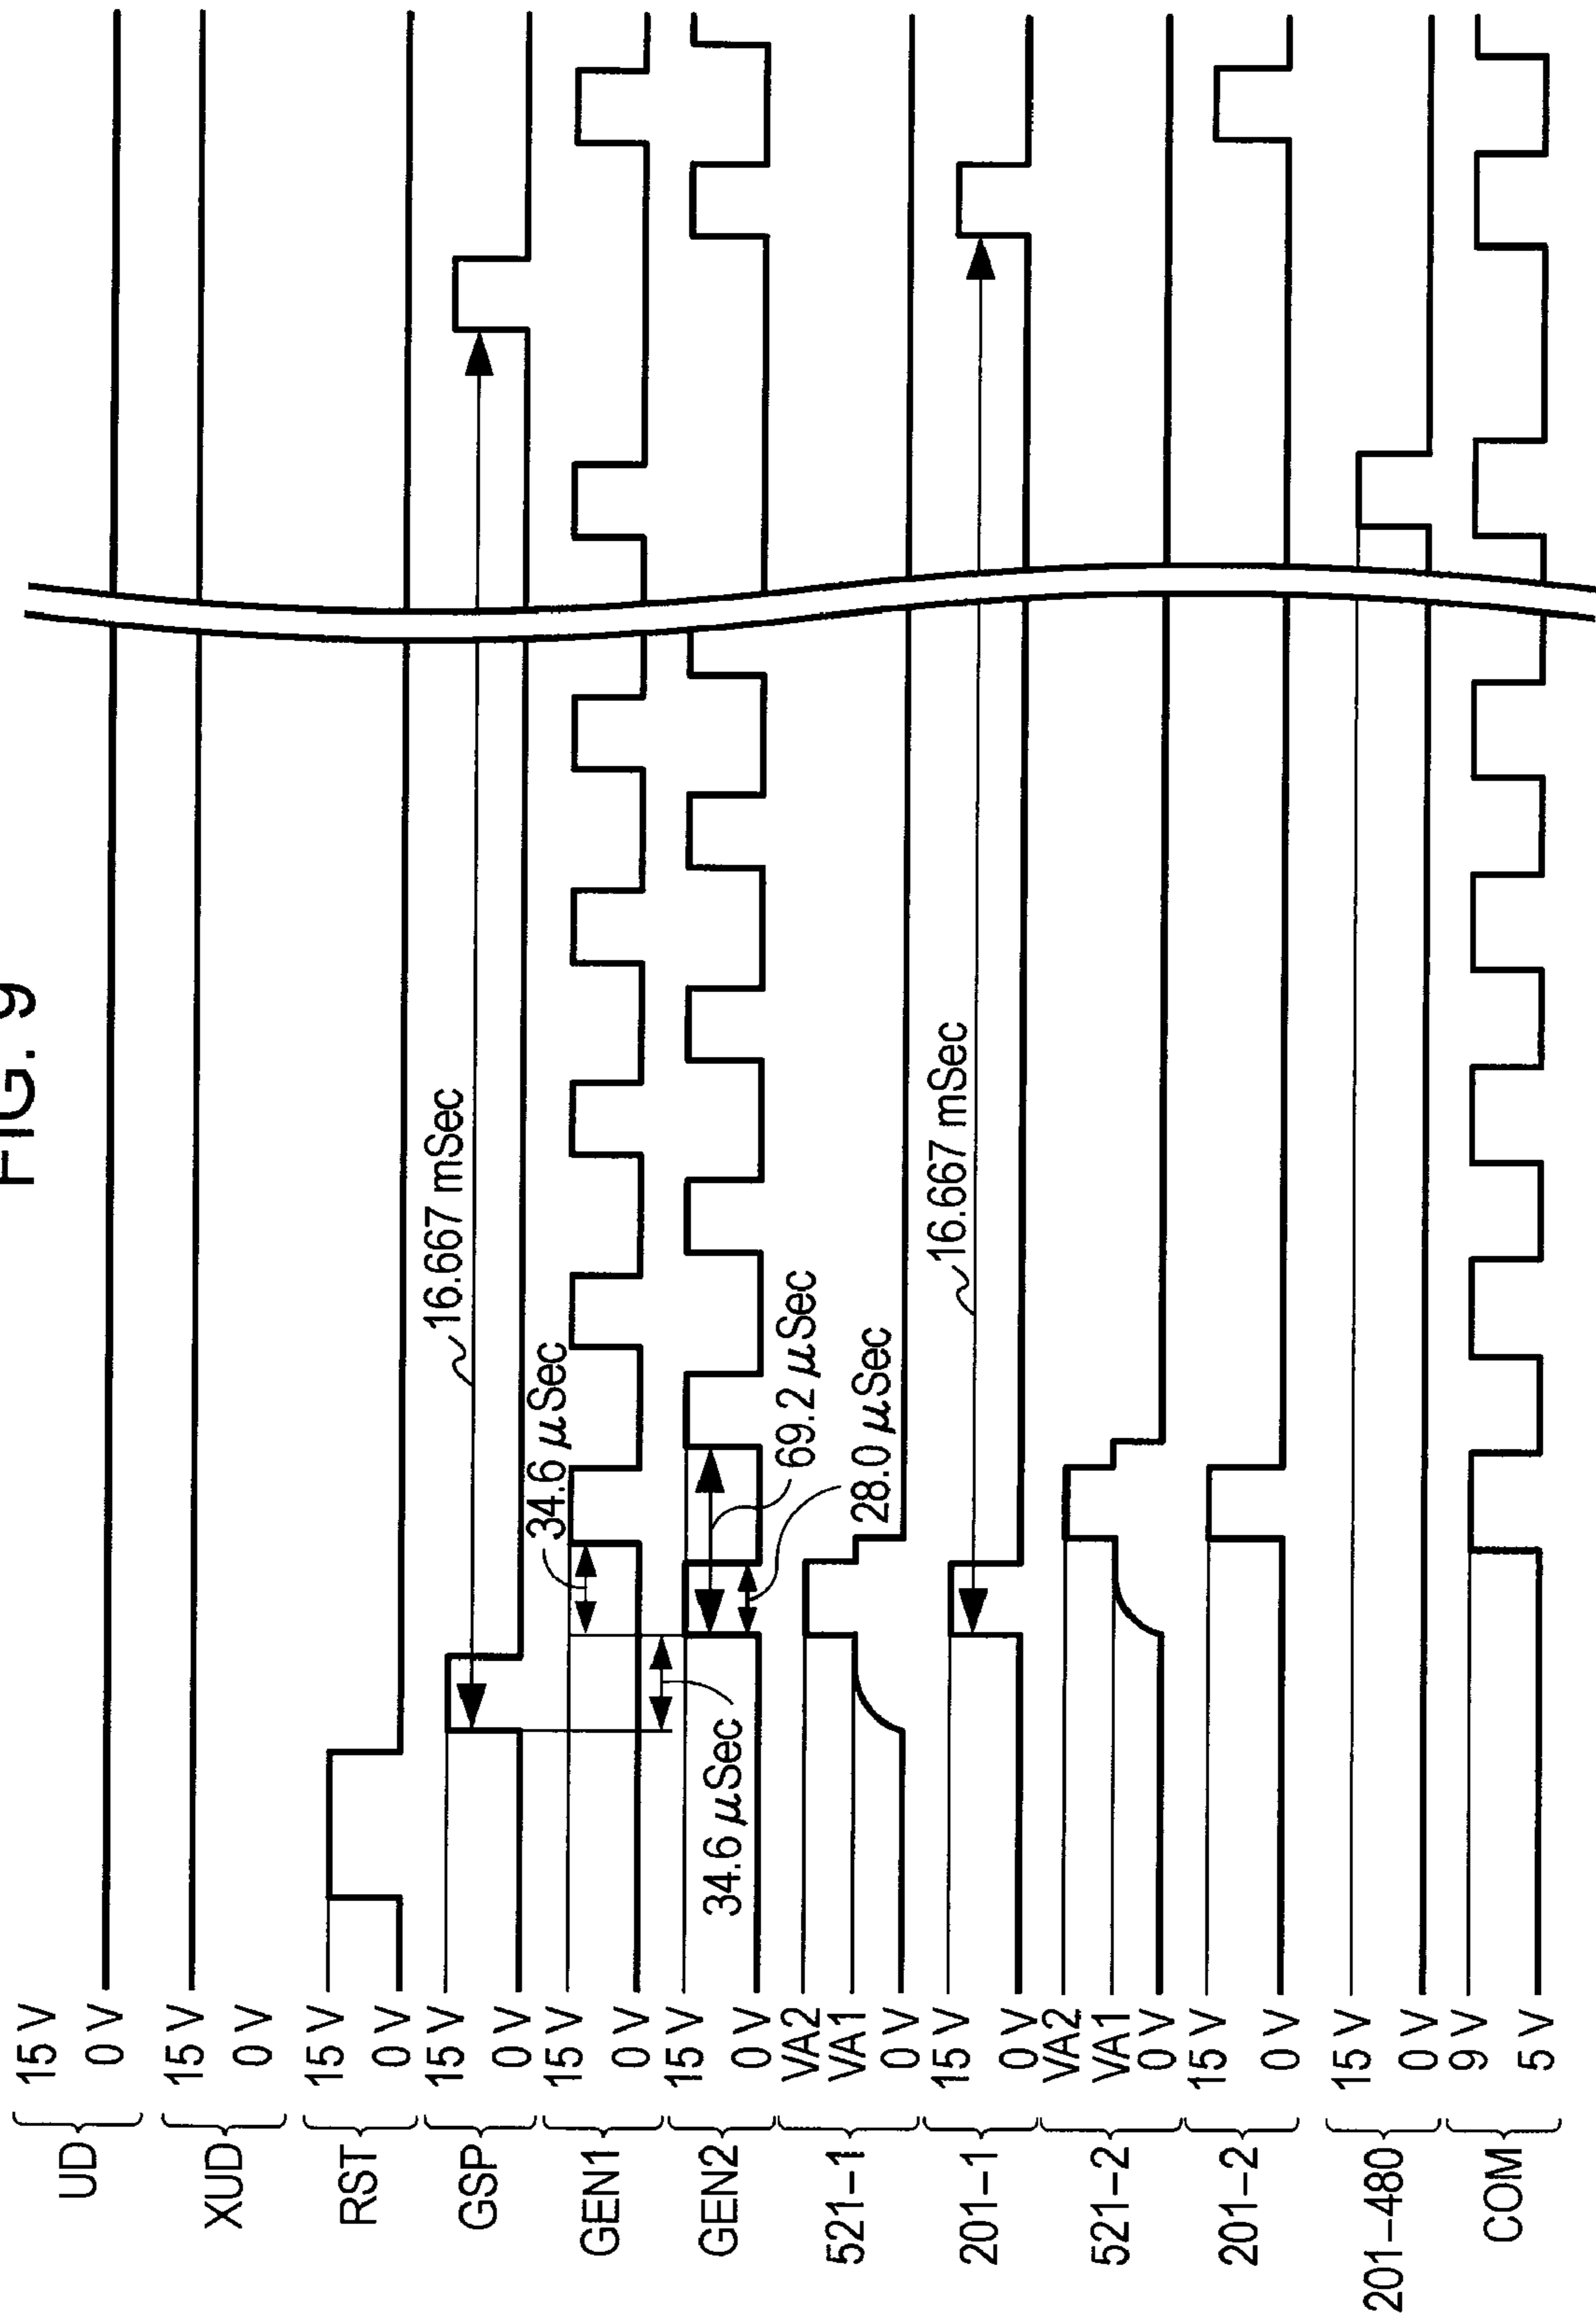 FIG. 9
UD
15 V
0 V
XUD
15 V
0 V
RST
15 V
0 V
GSP
15 V
0 V
16.667 mSec
GEN1
15 V
0 V
34.6 μSec
34.6 μSec
GEN2
15 V
0 V
69.2 μSec
28.0 μSec
521–1
VA2
VA1
0 V
201–1
15 V
0 V
16.667 mSec
521–2
VA2
VA1
0 V
201–2
15 V
0 V
201–480
15 V
0 V
COM
9 V
5 V